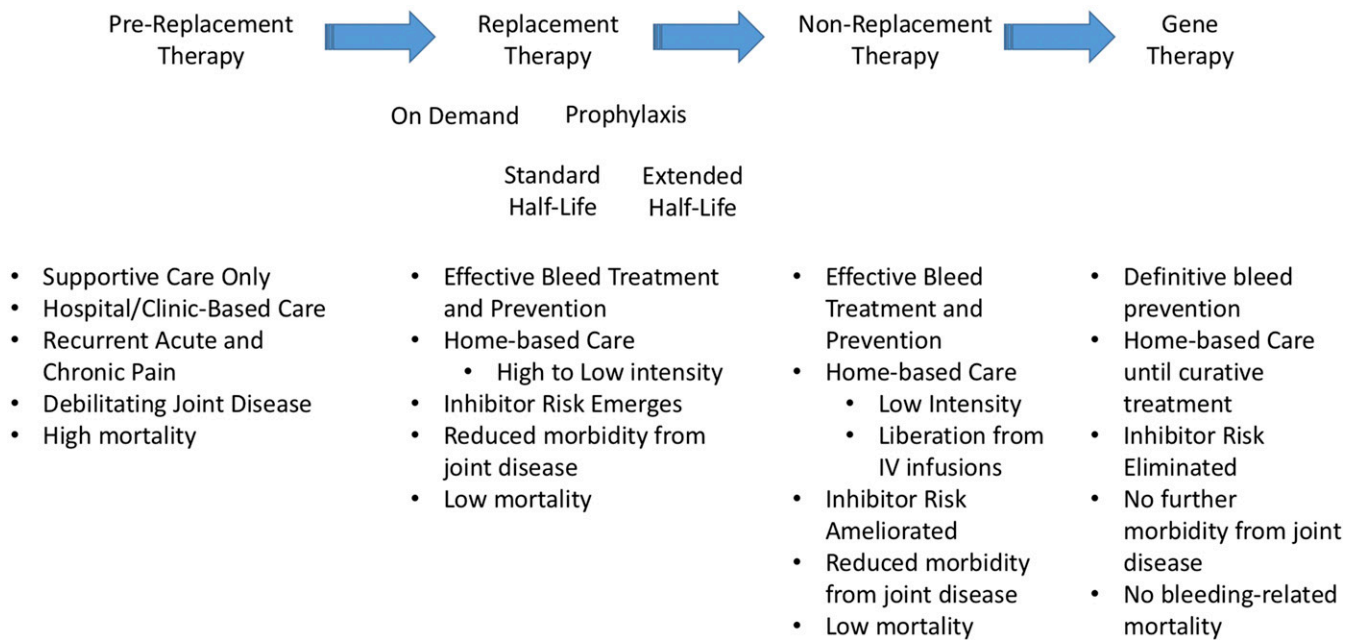 Pre-Replacement
Therapy
Replacement
Therapy
Non-Replacement
Therapy
Gene
Therapy
On Demand
Prophylaxis
Standard
Half-Life
Extended
Half-Life
• Supportive Care Only
• Hospital/Clinic-Based Care
• Recurrent Acute and
Chronic Pain
• Debilitating Joint Disease
• High mortality
• Effective Bleed Treatment
and Prevention
• Home-based Care
• High to Low intensity
• Inhibitor Risk Emerges
• Reduced morbidity from
joint disease
• Low mortality
• Effective Bleed
Treatment and
Prevention
• Home-based Care
• Low Intensity
• Liberation from
IV infusions
• Inhibitor Risk
Ameliorated
• Reduced morbidity
from joint disease
• Low mortality
• Definitive bleed
prevention
• Home-based Care
until curative
treatment
• Inhibitor Risk
Eliminated
• No further
morbidity from joint
disease
• No bleeding-related
mortality